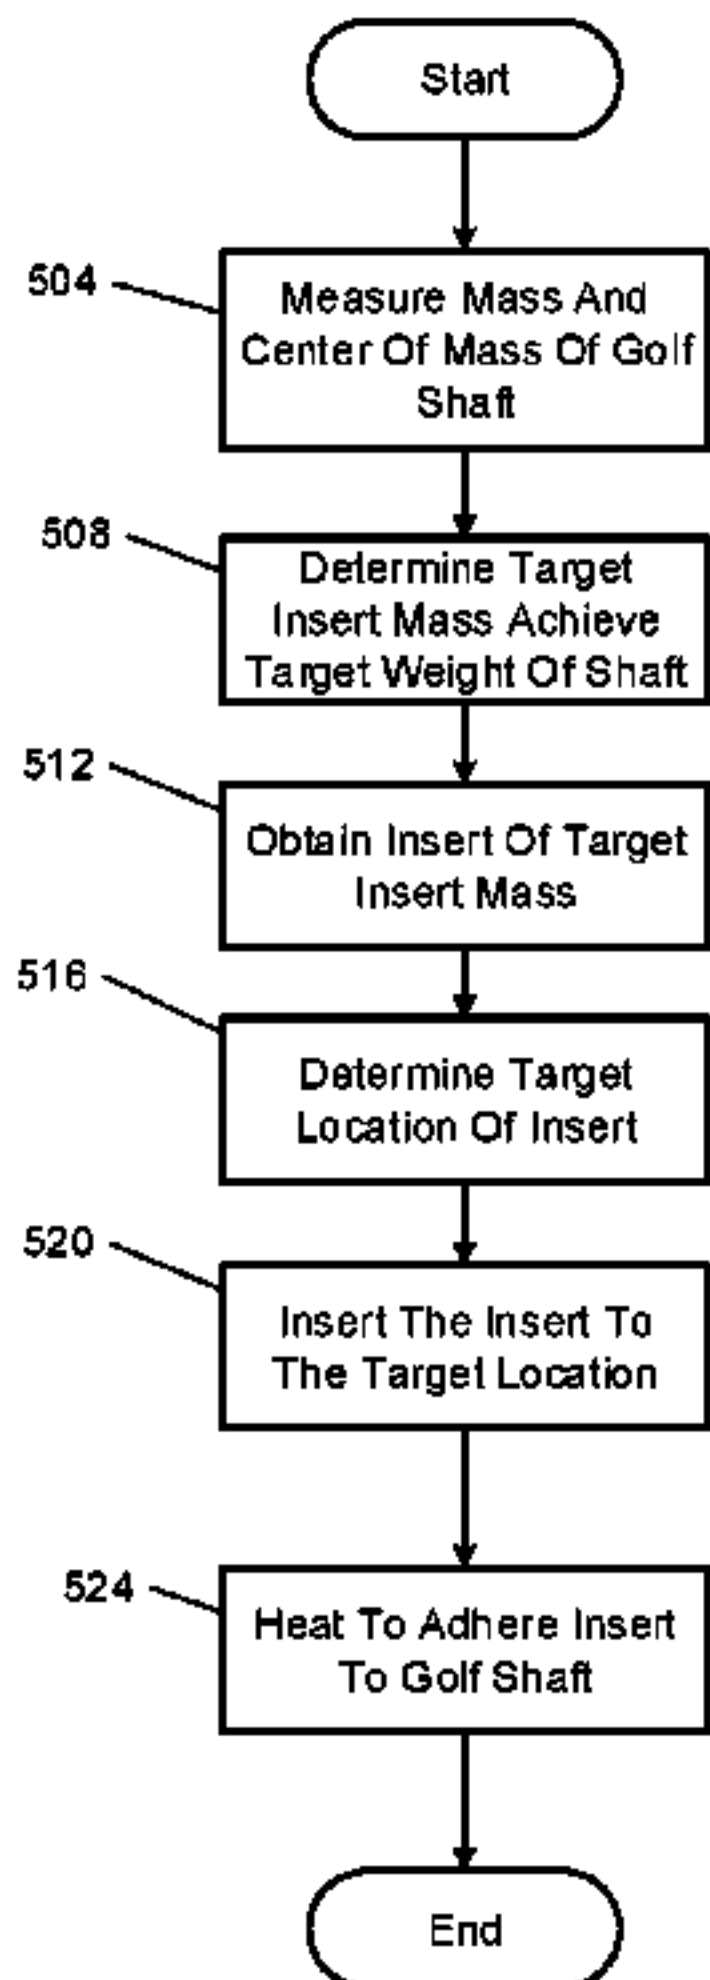 Start
504
Measure Mass And
Center Of Mass Of Golf
Shaft
508
Determine Target
Insert Mass Achieve
Target Weight Of Shaft
512
Obtain Insert Of Target
Insert Mass
516
Determine Target
Location Of Insert
520
Insert The Insert To
The Target Location
524
Heat To Adhere Insert
To Golf Shaft
End